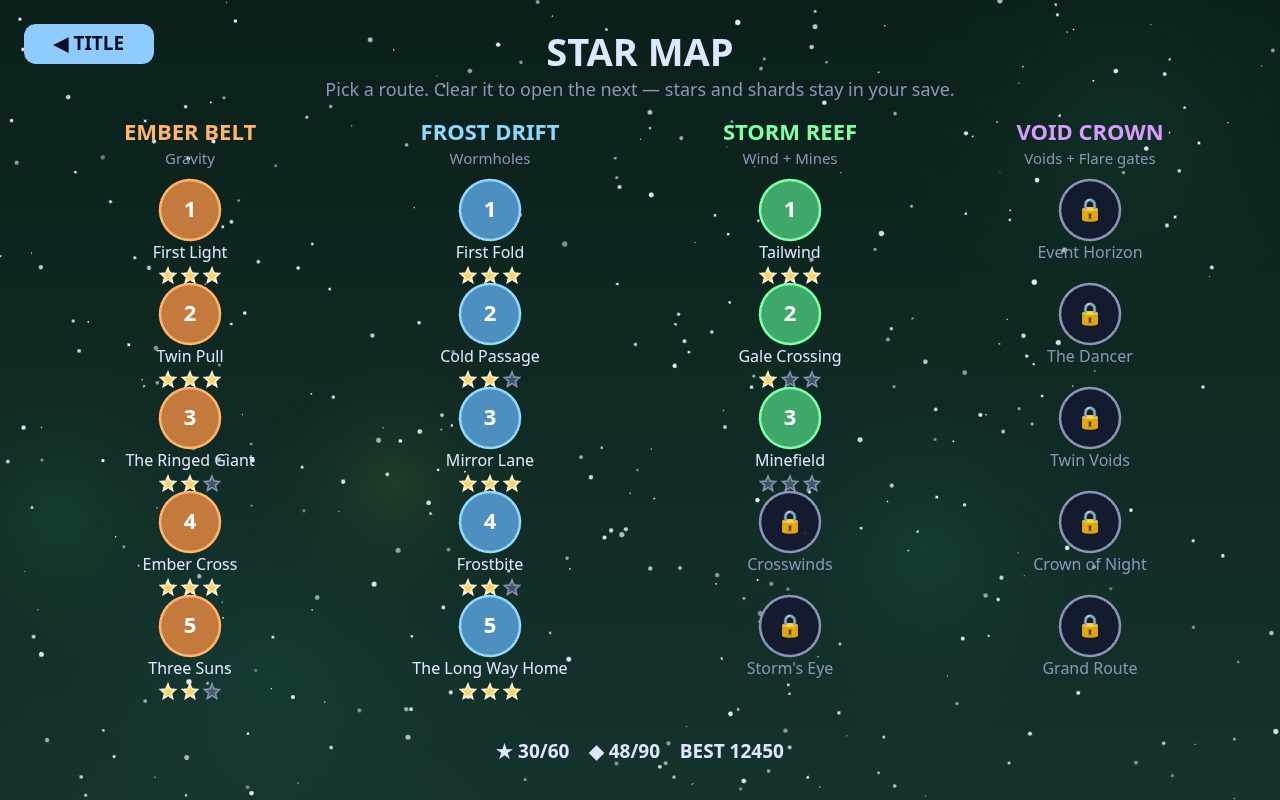 ◀ TITLE
STAR MAP
Pick a route. Clear it to open the next — stars and shards stay in your save.
EMBER BELT
Gravity
1
First Light
2
Twin Pull
3
The Ringed Giant
4
Ember Cross
5
Three Suns
FROST DRIFT
Wormholes
1
First Fold
2
Cold Passage
3
Mirror Lane
4
Frostbite
5
The Long Way Home
STORM REEF
Wind + Mines
1
Tailwind
2
Gale Crossing
3
Minefield
Crosswinds
Storm's Eye
VOID CROWN
Voids + Flare gates
Event Horizon
The Dancer
Twin Voids
Crown of Night
Grand Route
★ 30/60 ◆ 48/90 BEST 12450